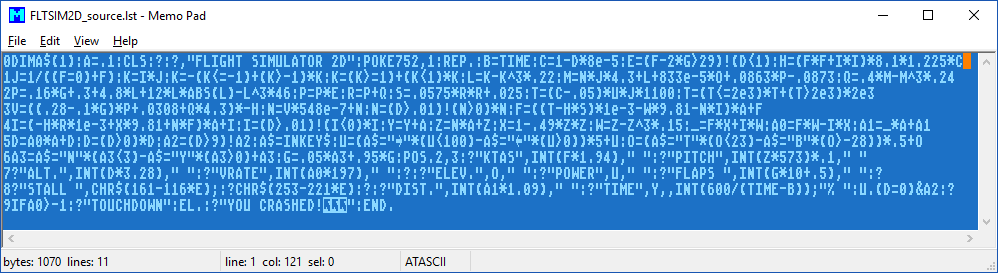 FLTSIM2D_source.lst - Memo Pad
File Edit View Help
0DIMA$(1):A=.1:CLS:?:?,"FLIGHT SIMULATOR 2D":POKE752,1:REP.:B=TIME:C=1-D*8e-5:E=(F-2*G>29)!(D<1):H=(F*F+I*I)*8.1*1.225*C
1J=1/((F=0)+F):K=I*J:K=-(K<-1)+(K>-1)*K:K=(K>=1)+(K<1)*K:L=K-K^3*.22:M=N*J*4.3+L+833e-5*O+.0863*P-.0873:Q=.4*M-M^3*.24
2P=.16*G+.3+4.8*L+12*L*ABS(L)-L^3*46:P=P*E:R=P+Q:S=.0575*R*R+.025:T=(C-.05)*U*J*1100:T=(T<=2e3)*T+(T>2e3)*2e3
3V=((.28-.1*G)*P+.0308+Q*4.3)*-H:N=V*548e-7+N:N=(D>.01)!(N>0)*N:F=((T-H*S)*1e-3-W*9.81-N*I)*A+F
4I=(-H*R*1e-3+X*9.81+N*F)*A+I:I=(D>.01)!(I<0)*I:Y=Y+A:Z=N*A+Z:X=1-.49*Z*Z:W=Z-Z^3*.15:_=F*X+I*W:A0=F*W-I*X:A1=_*A+A1
5D=A0*A+D:D=(D>0)*D:A2=(D>9)!A2:A$=INKEY$:U=(A$="→"*(U<100)-A$="←"*(U>0))*5+U:O=(A$="T"*(O<23)-A$="B"*(O>-28))*.5+O
6A3=A$="N"*(A3<3)-A$="Y"*(A3>0)+A3:G=.05*A3+.95*G:POS.2,3:?"KTAS",INT(F*1.94)," ":?"PITCH",INT(Z*573)*.1," "
7?"ALT.",INT(D*3.28)," ":?"VRATE",INT(A0*197)," ":?:?"ELEV.",O," ":?"POWER",U," ":?"FLAPS ",INT(G*10+.5)," ":?
8?"STALL ",CHR$(161-116*E);:?CHR$(253-221*E):?:?"DIST.",INT(A1*1.09)," ":?"TIME",Y,,INT(600/(TIME-B));"% ":U.(D=0)&A2:?
9IFA0>-1:?"TOUCHDOWN":EL.:?"YOU CRASHED!":END.
bytes: 1070 lines: 11
line: 1 col: 121 sel: 0
ATASCII